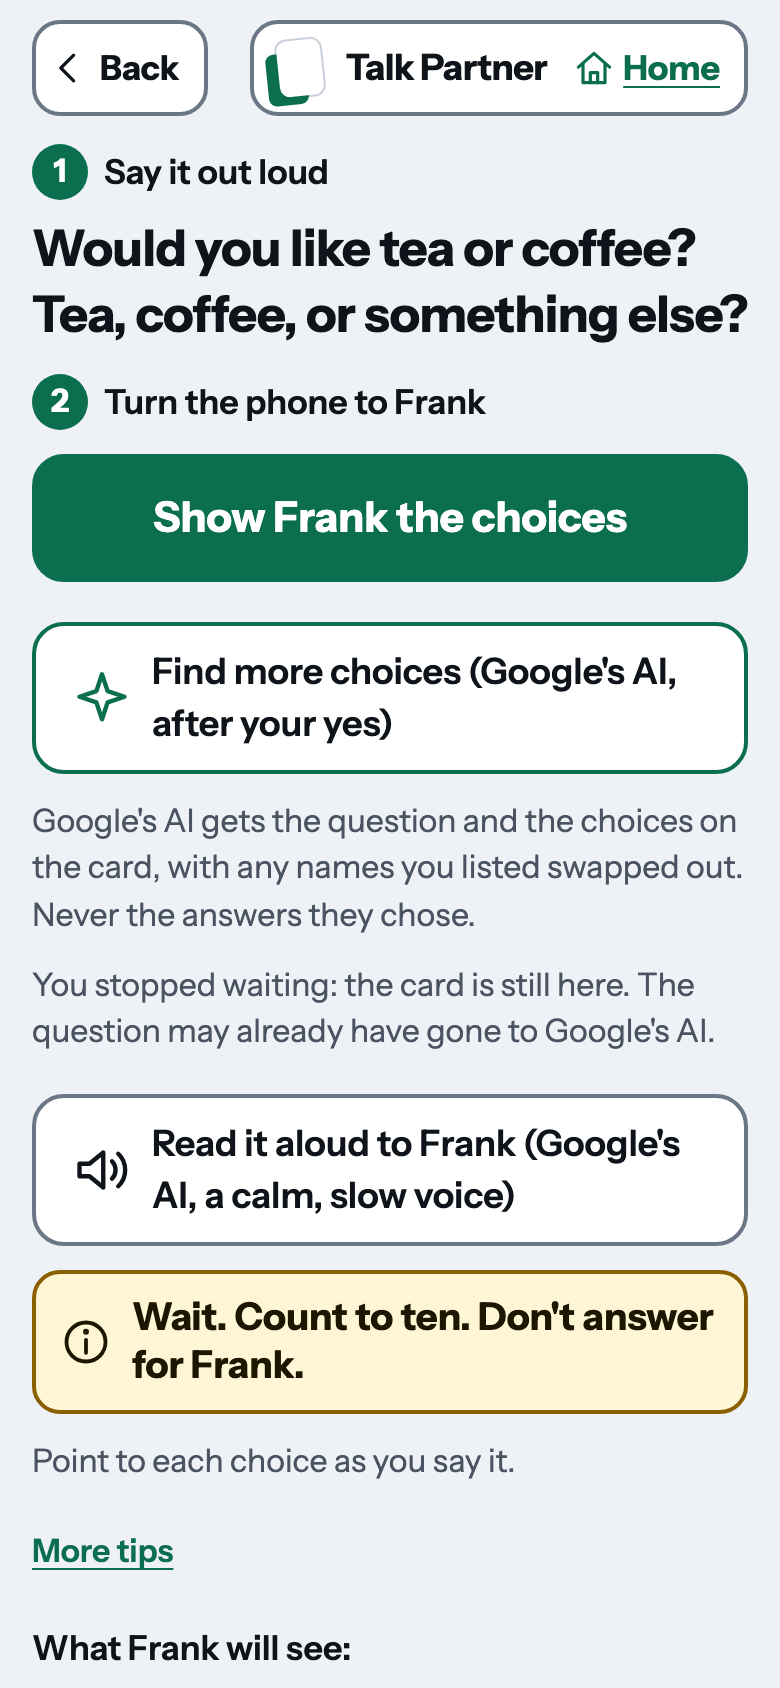 Back
Talk Partner
Home
1 Say it out loud
Would you like tea or coffee?
Tea, coffee, or something else?
2 Turn the phone to Frank
Show Frank the choices
Find more choices (Google's AI,
after your yes)
Google's AI gets the question and the choices on
the card, with any names you listed swapped out.
Never the answers they chose.
You stopped waiting: the card is still here. The
question may already have gone to Google's AI.
Read it aloud to Frank (Google's
AI, a calm, slow voice)
Wait. Count to ten. Don't answer
for Frank.
Point to each choice as you say it.
More tips
What Frank will see: